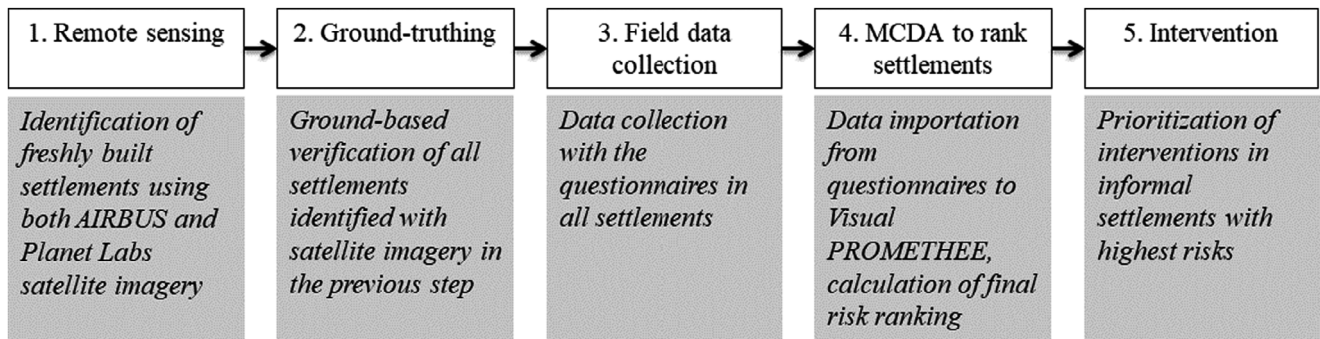 1. Remote sensing
2. Ground-truthing
3. Field data
collection
4. MCDA to rank
settlements
5. Intervention
Identification of
freshly built
settlements using
both AIRBUS and
Planet Labs
satellite imagery
Ground-based
verification of all
settlements
identified with
satellite imagery in
the previous step
Data collection
with the
questionnaires in
all settlements
Data importation
from
questionnaires to
Visual
PROMETHEE,
calculation of final
risk ranking
Prioritization of
interventions in
informal
settlements with
highest risks